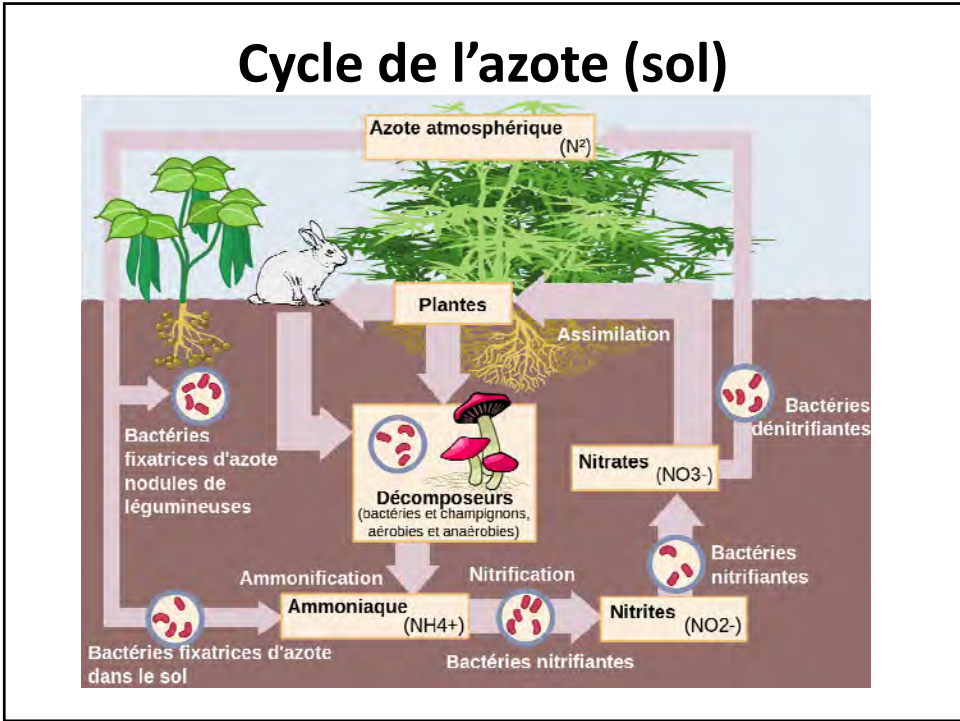 Cycle de l’azote (sol)
Azote atmosphérique
(N²)
Plantes
Assimilation
Bactéries
fixatrices d'azote
nodules de
légumineuses
Bactéries
dénitrifiantes
Nitrates
(NO3-)
Décomposeurs
(bactéries et champignons,
aérobies et anaèrobies)
Bactéries
nitrifiantes
Ammonification
Nitrification
Ammoniaque
(NH4+)
Nitrites
(NO2-)
Bactéries fixatrices d'azote
dans le sol
Bactéries nitrifiantes